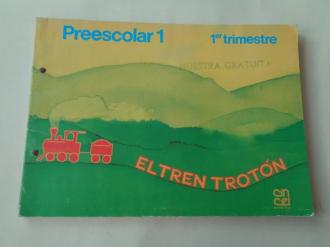 Preescolar 1
1er trimestre
MUESTRA GRATUITA
EL TREN TROTÓN